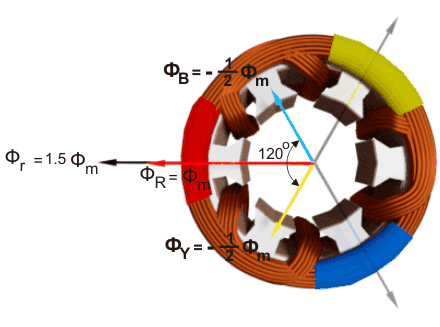 Φ_B = - 1/2 Φ_m
120°
Φ_r = 1.5 Φ_m
Φ_R = Φ_m
Φ_Y = - 1/2 Φ_m